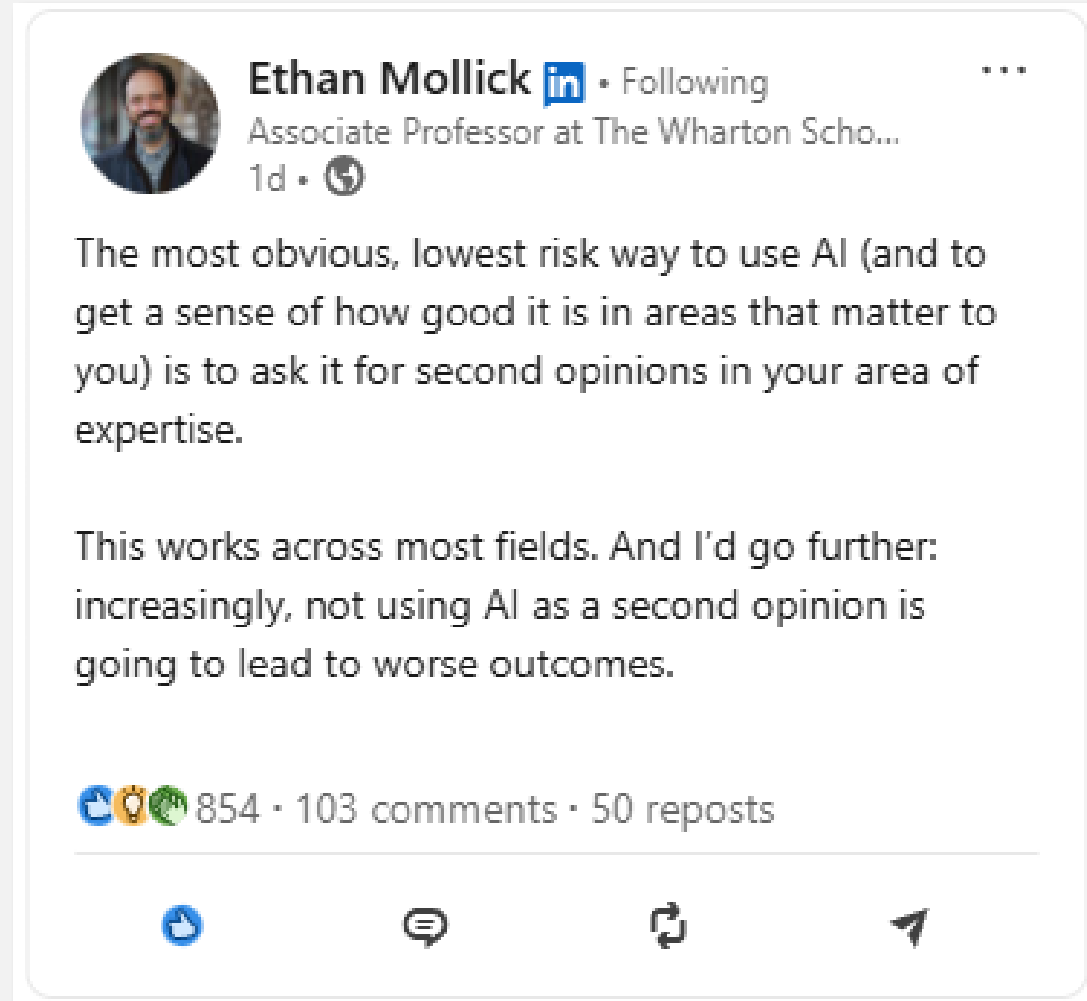 Ethan Mollick in • Following
Associate Professor at The Wharton Scho...
1d •
The most obvious, lowest risk way to use AI (and to
get a sense of how good it is in areas that matter to
you) is to ask it for second opinions in your area of
expertise.
This works across most fields. And I'd go further:
increasingly, not using AI as a second opinion is
going to lead to worse outcomes.
854 · 103 comments · 50 reposts